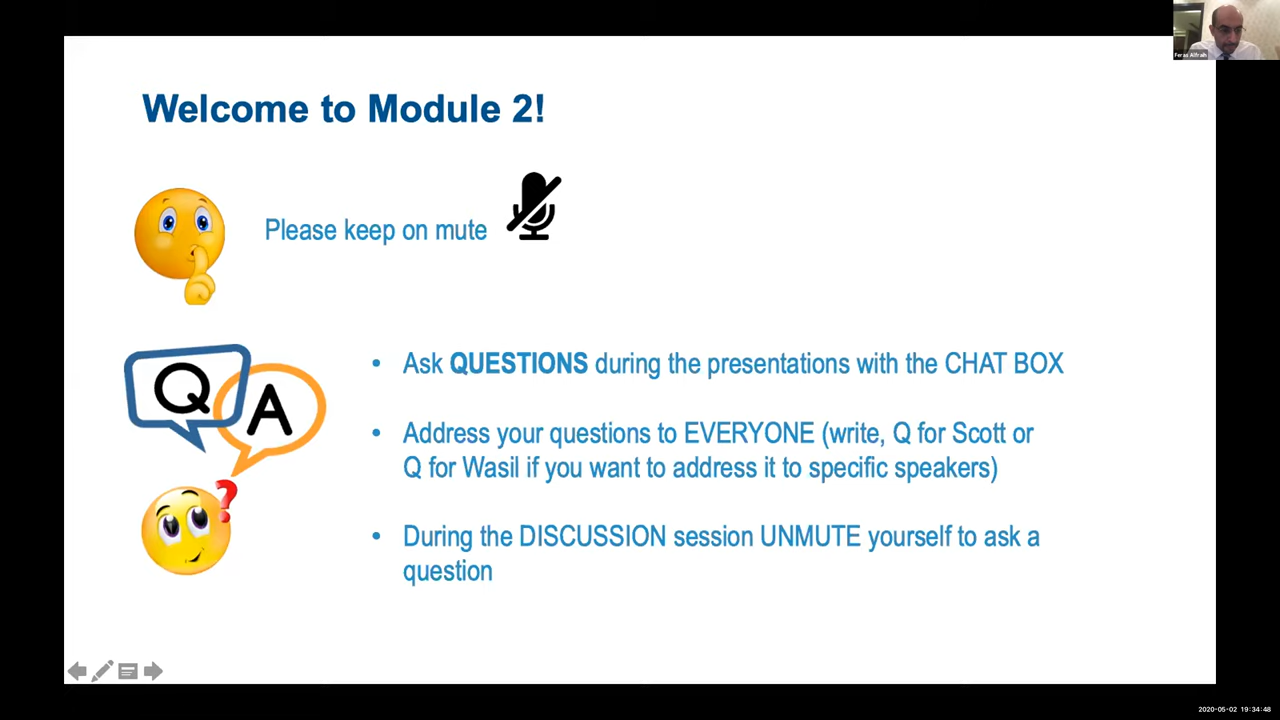 Feras Alfraih
Welcome to Module 2!
Please keep on mute
Q A
• Ask QUESTIONS during the presentations with the CHAT BOX
• Address your questions to EVERYONE (write, Q for Scott or
Q for Wasil if you want to address it to specific speakers)
?
• During the DISCUSSION session UNMUTE yourself to ask a
question
2020-05-02 19:34:48